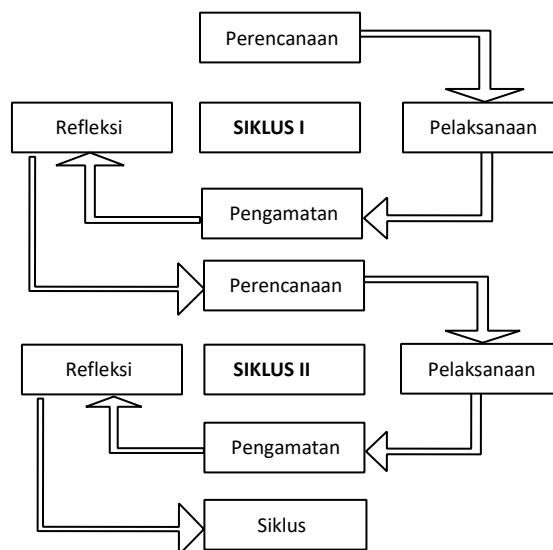 Perencanaan
Refleksi
SIKLUS I
Pelaksanaan
Pengamatan
Perencanaan
Refleksi
SIKLUS II
Pelaksanaan
Pengamatan
Siklus